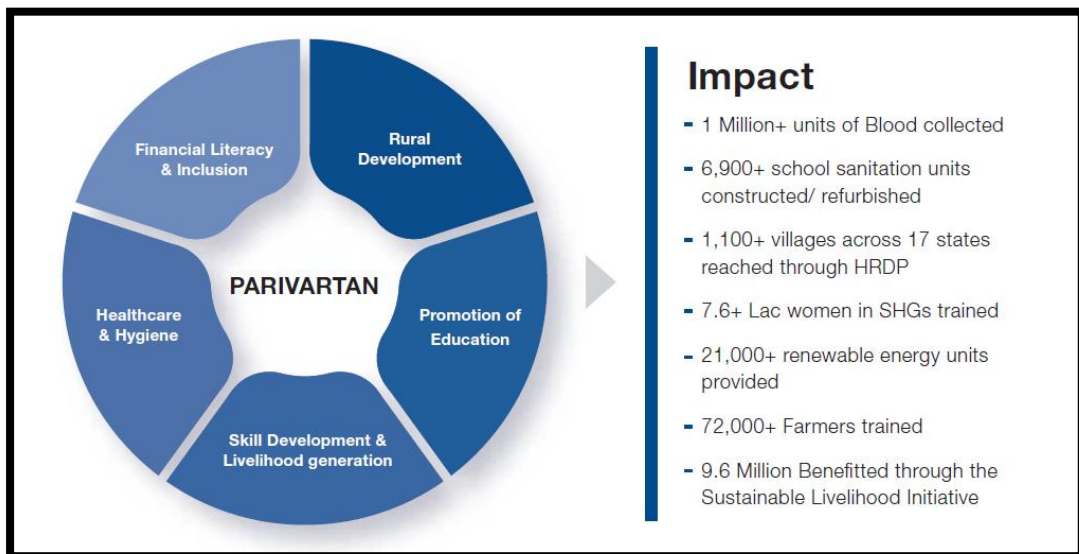 Financial Literacy
& Inclusion
Rural
Development
Healthcare
& Hygiene
PARIVARTAN
Promotion of
Education
Skill Development &
Livelihood generation
Impact
- 1 Million+ units of Blood collected
- 6,900+ school sanitation units
constructed/ refurbished
- 1,100+ villages across 17 states
reached through HRDP
- 7.6+ Lac women in SHGs trained
- 21,000+ renewable energy units
provided
- 72,000+ Farmers trained
- 9.6 Million Benefitted through the
Sustainable Livelihood Initiative